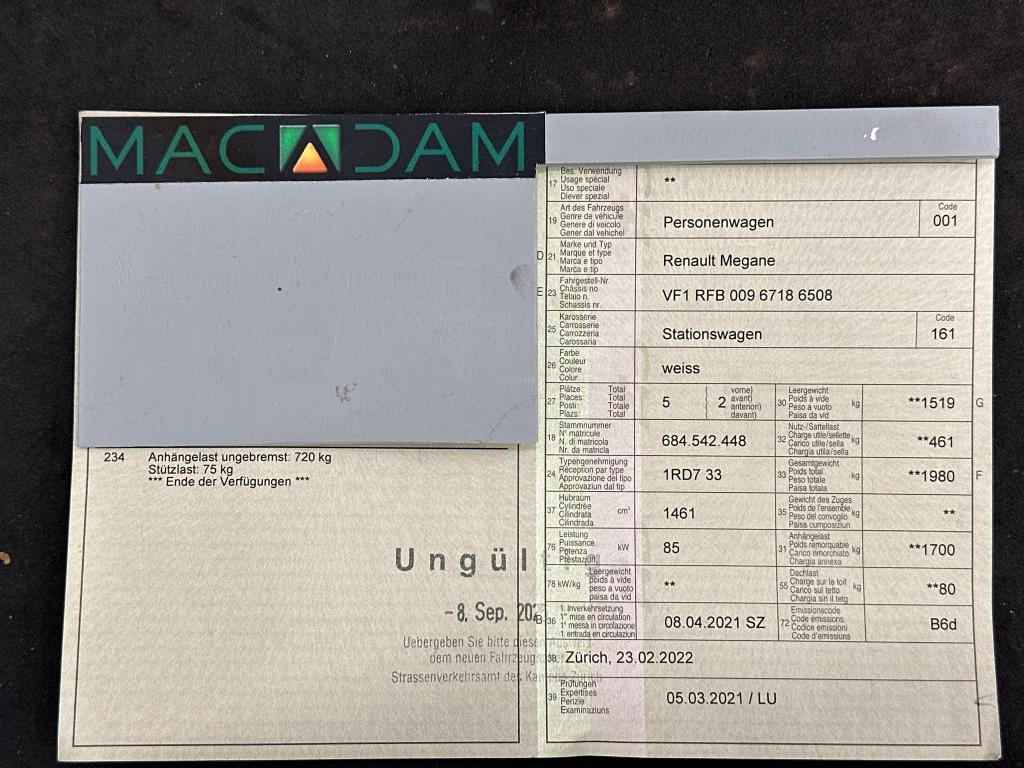 MACADAM
234 Anhängelast ungebremst: 720 kg
Stützlast: 75 kg
*** Ende der Verfügungen ***
- 8. Sep. 202
Uebergeben Sie bitte diesen
dem neuen Fahrzeug
Strassenverkehrsamt des Kantons Zürich
17 Bes. Verwendung
Usage spécial
Uso speciale
Diever spezial
**
19 Art des Fahrzeugs
Genre de véhicule
Genere di veicolo
Gener dal vehichel
Personenwagen
Code
001
D 21 Marke und Typ
Marque et type
Marca e tipo
Marca e tip
Renault Megane
E 23 Fahrgestell-Nr.
Châssis no
Telaio n.
Schassis nr.
VF1 RFB 009 6718 6508
25 Karosserie
Carrosserie
Carrozzeria
Carossaria
Stationswagen
Code
161
26 Farbe
Couleur
Colore
Colur
weiss
27 Plätze: Total
Places: Total
Posti: Totale
Plazs: Total
5
2 vorne)
avant)
anteriori)
davant)
30 Leergewicht
Poids à vide kg
Peso a vuoto
Paisa da vid
**1519 G
18 Stammnummer
N° matricule
N. di matricola
Nr. da matricla
684.542.448
32 Nutz-/Sattellast
Charge utile/sellette kg
Carico utile/sella
Chargia utila/sella
**461
24 Typengenehmigung
Réception par type
Approvazione del tipo
Approvaziun dal tip
1RD7 33
33 Gesamtgewicht
Poids total kg
Peso totale
Paisa totala
**1980 F
37 Hubraum
Cylindrée cm³
Cilindrata
Cilindrada
1461
35 Gewicht des Zuges
Poids de l'ensemble kg
Peso del convoglio
Paisa cumposiziun
**
76 Leistung
Puissance kW
Potenza
Prestaziun
85
31 Anhängelast
Poids remorquable kg
Carico rimorchiato
Chargia annexa
**1700
78 kW/kg Leergewicht
poids à vide
peso a vuoto
paisa da vid
**
55 Dachlast
Charge sur le toit kg
Carico sul tetto
Chargia sin il tetg
**80
B 36 1. Inverkehrsetzung
1re mise en circulation
1a messa in circolazione
1. entrada en circulaziun
08.04.2021 SZ
72 Emissionscode
Code émissions
Codice emissioni
Code d'emissiuns
B6d
38 Zürich, 23.02.2022
39 Prüfungen
Expertises
Perizie
Examinaziuns
05.03.2021 / LU